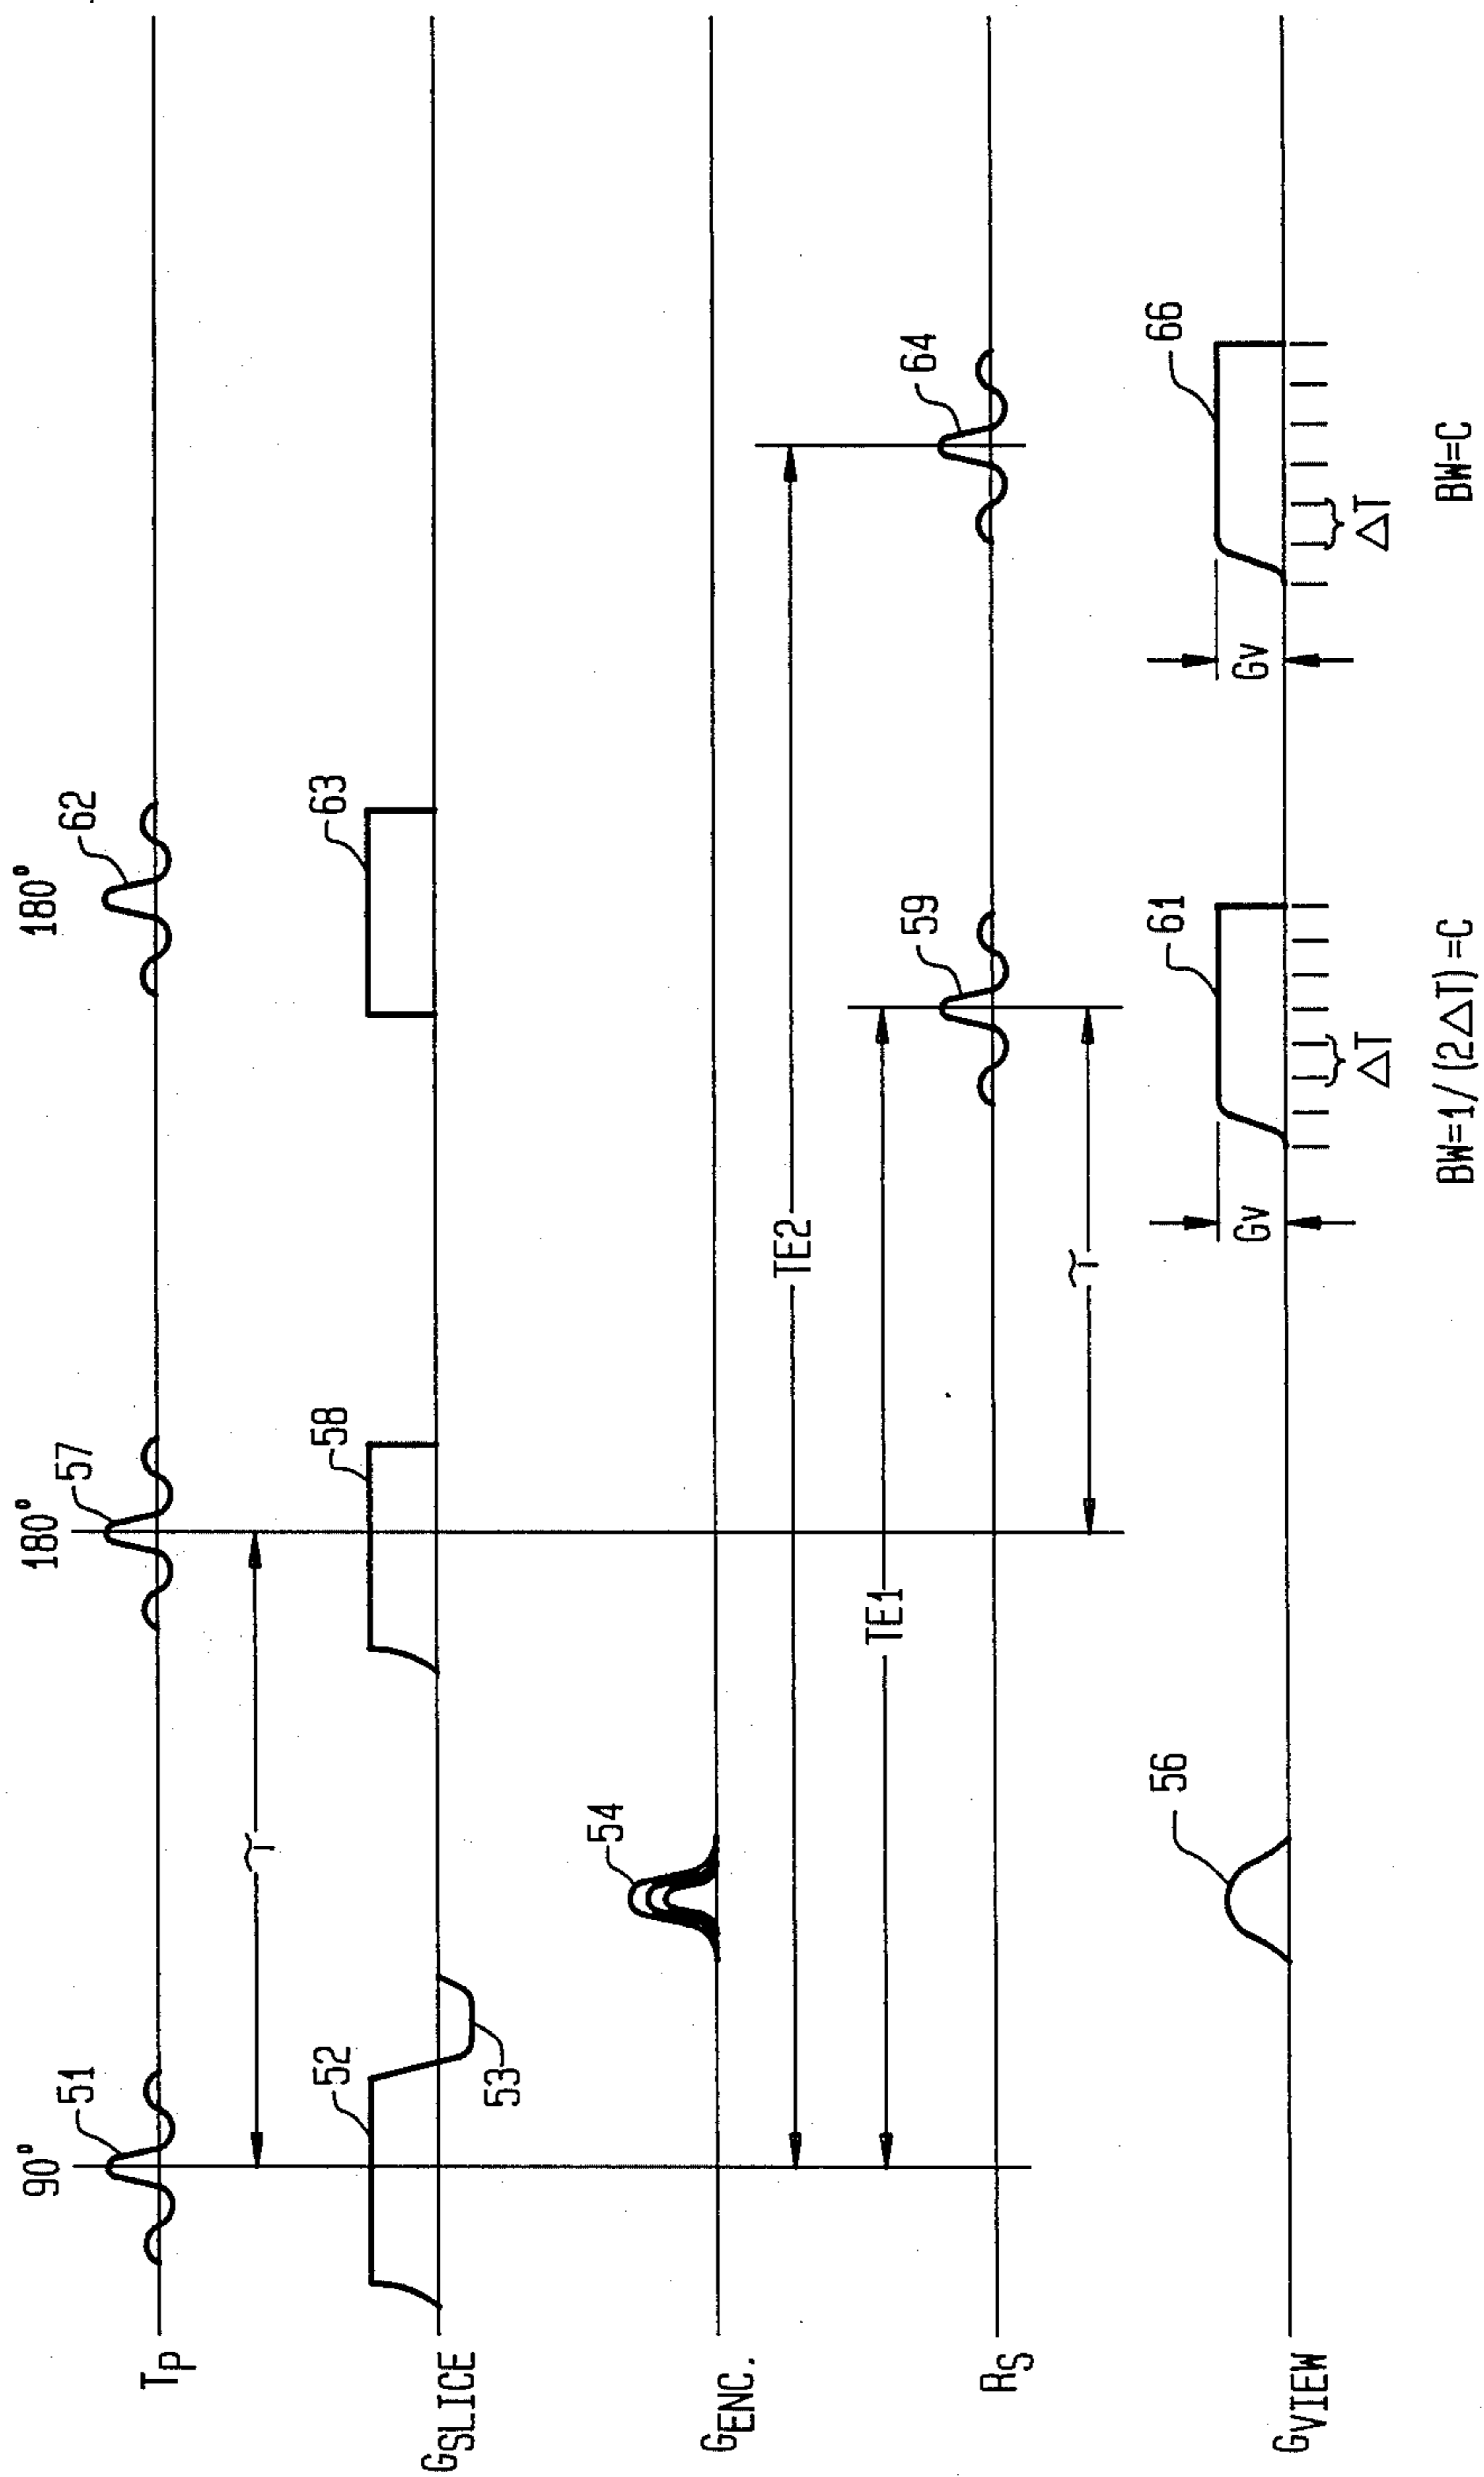 90° 180° 180°
T_P 51 57 62
τ
G_SLICE 52 53 58 63
G_ENC. 54
TE2
TE1
R_S 59 64
τ
G_VIEW 56 Gv 61 Gv 66
ΔT ΔT
BW=1/(2ΔT)=C BW=C